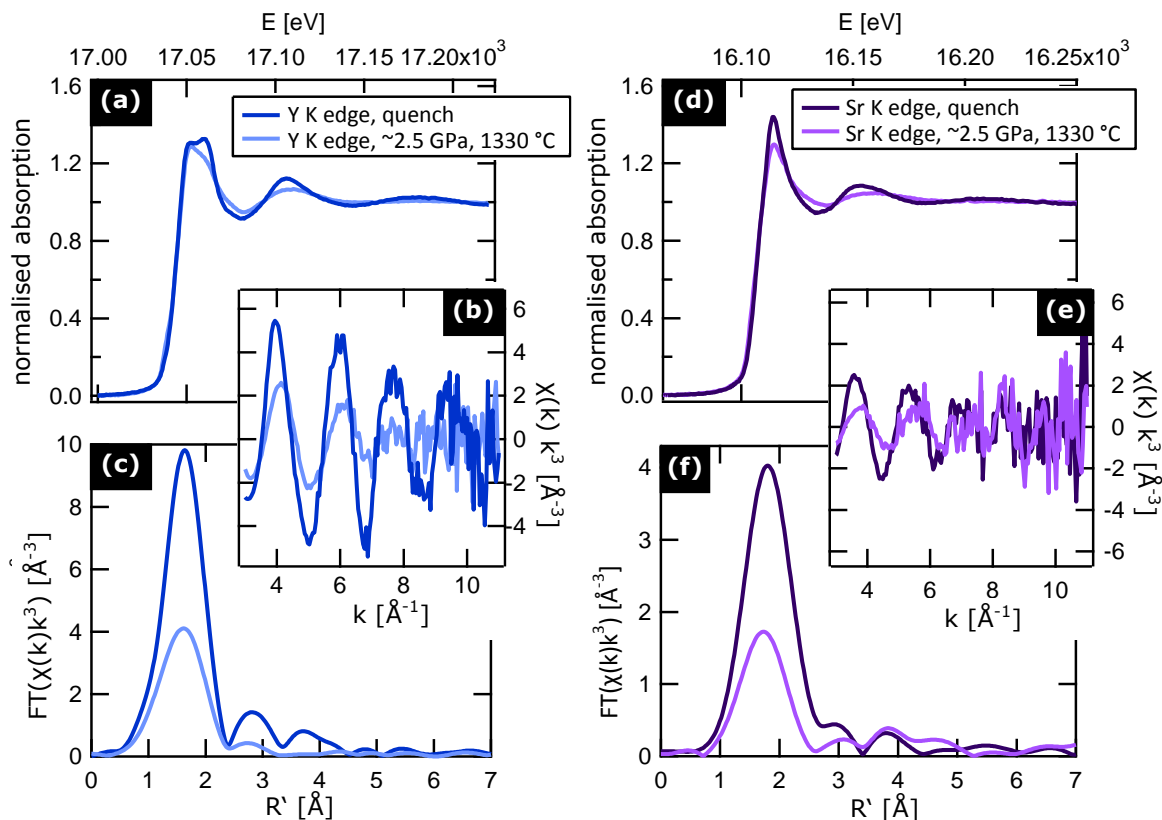 E [eV]
17.00 17.05 17.10 17.15 17.20x10³
1.6
1.2
0.8
0.4
0.0
normalised absorption
(a)
Y K edge, quench
Y K edge, ~2.5 GPa, 1330 °C
(b)
6
4
2
0
-2
-4
χ(k) k³ [Å⁻³]
4 6 8 10
k [Å⁻¹]
(c)
10
8
6
4
2
0
FT(χ(k)k³) [Å⁻³]
0 1 2 3 4 5 6 7
R‘ [Å]
E [eV]
16.10 16.15 16.20 16.25x10³
1.6
1.2
0.8
0.4
0.0
normalised absorption
(d)
Sr K edge, quench
Sr K edge, ~2.5 GPa, 1330 °C
(e)
6
4
2
0
-2
-4
-6
χ(k) k³ [Å⁻³]
4 6 8 10
k [Å⁻¹]
(f)
4
3
2
1
0
FT(χ(k)k³) [Å⁻³]
0 1 2 3 4 5 6 7
R‘ [Å]